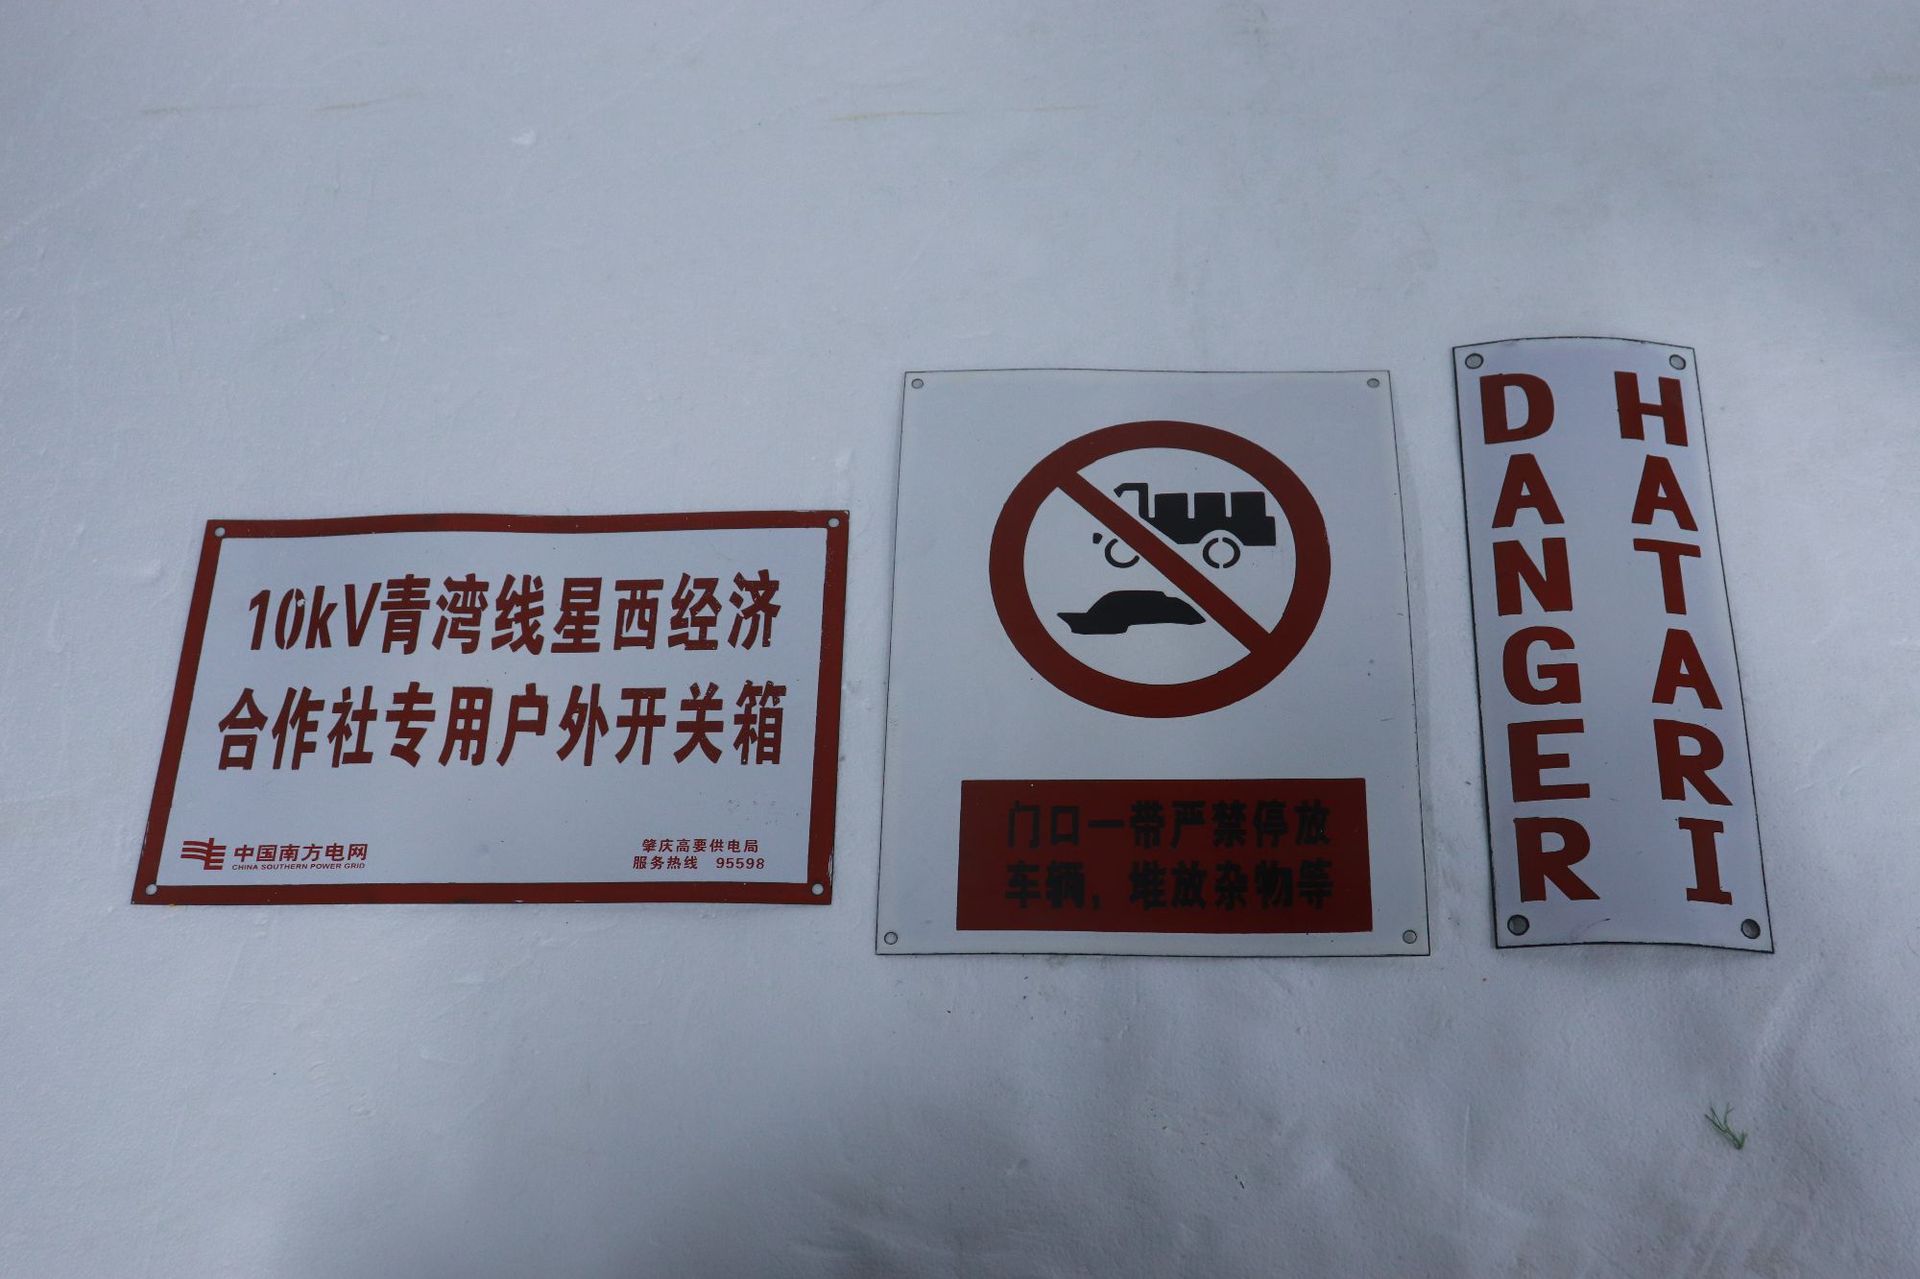 10kV青湾线星西经济
合作社专用户外开关箱
中国南方电网
CHINA SOUTHERN POWER GRID
肇庆高要供电局
服务热线 95598
门口一带严禁停放
车辆，堆放杂物等
DANGER
HATARI